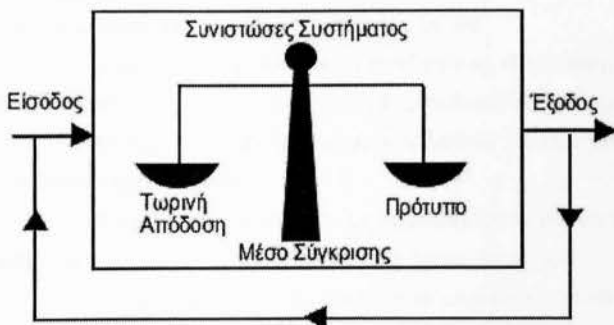 Συνιστώσες Συστήματος
Είσοδος
Έξοδος
Τωρινή
Απόδοση
Πρότυπο
Μέσο Σύγκρισης